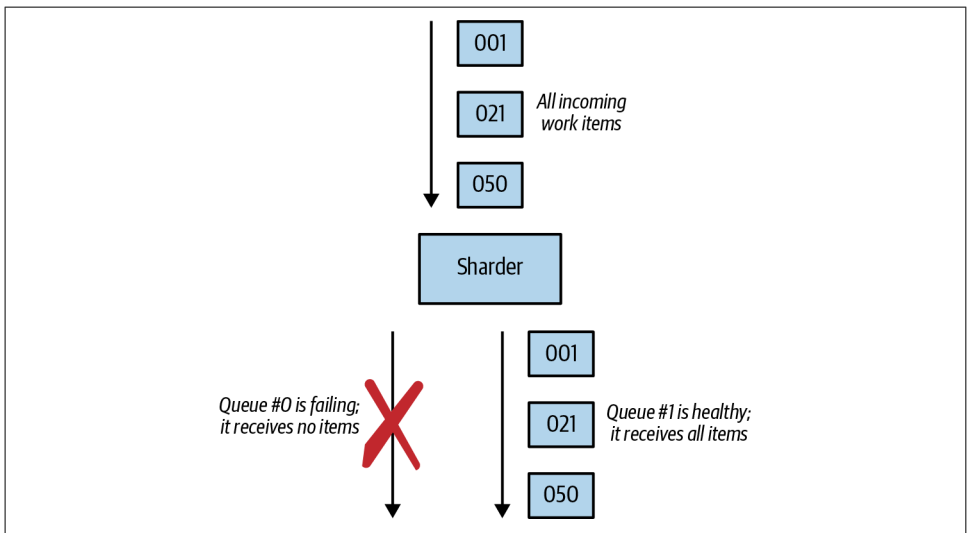 001
021
All incoming
work items
050
Sharder
001
Queue #0 is failing;
it receives no items
021
Queue #1 is healthy;
it receives all items
050